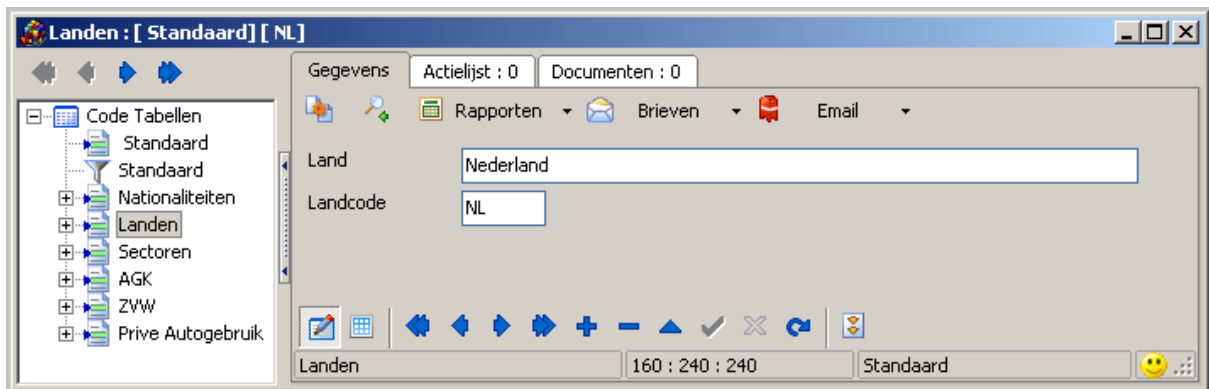 Landen : [ Standaard] [ NL]
Gegevens Actielijst : 0 Documenten : 0
Rapporten Brieven Email
Code Tabellen
Standaard
Standaard
Nationaliteiten
Landen
Sectoren
AGK
ZVW
Prive Autogebruik
Land Nederland
Landcode NL
Landen 160 : 240 : 240 Standaard